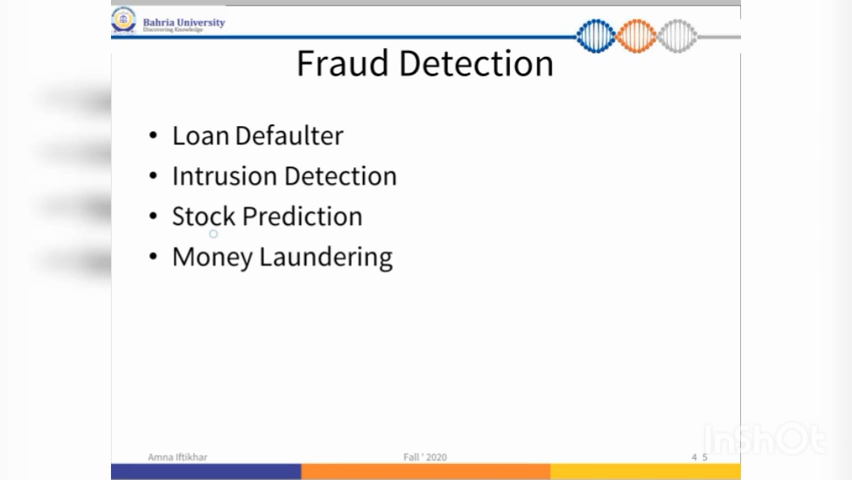 Bahria University
Discovering Knowledge
Fraud Detection
• Loan Defaulter
• Intrusion Detection
• Stock Prediction
• Money Laundering
Amna Iftikhar
Fall ' 2020
4 5
InShOt